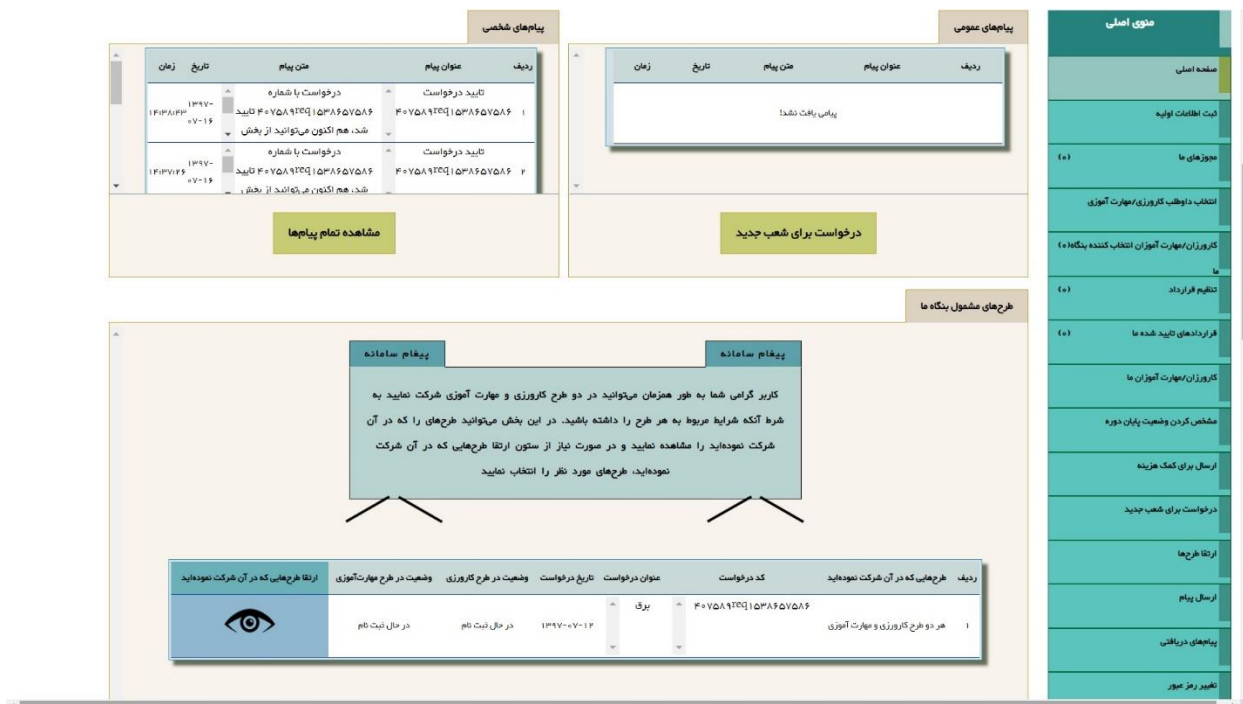 منوی اصلی
صفحه اصلی
ثبت اطلاعات اولیه
مجوزهای ما (۰)
انتخاب داوطلب کارورزی/مهارت آموزی
کارورزان/مهارت آموزان انتخاب کننده بنگاه (۰)
ما
تنظیم قرارداد (۰)
قراردادهای تایید شده ما (۰)
کارورزان/مهارت آموزان ما
مشخص کردن وضعیت پایان دوره
ارسال برای کمک هزینه
درخواست برای شعب جدید
ارتقا طرح‌ها
ارسال پیام
پیام‌های دریافتی
تغییر رمز عبور
پیام‌های عمومی
ردیف عنوان پیام متن پیام تاریخ زمان
پیامی یافت نشد!
درخواست برای شعب جدید
پیام‌های شخصی
ردیف عنوان پیام متن پیام تاریخ زمان
تایید درخواست درخواست با شماره
۱ ۴۰۷۵۸۹req۱۵۳۸۶۵۷۵۸۶ ۴۰۷۵۸۹req۱۵۳۸۶۵۷۵۸۶ تایید ۱۳۹۷-۰۷-۱۶ ۱۴:۳۸:۴۳
شد، هم اکنون می‌توانید از بخش
تایید درخواست درخواست با شماره
۲ ۴۰۷۵۸۹req۱۵۳۸۶۵۷۵۸۶ ۴۰۷۵۸۹req۱۵۳۸۶۵۷۵۸۶ تایید ۱۳۹۷-۰۷-۱۶ ۱۴:۳۷:۲۶
شد، هم اکنون می‌توانید از بخش
مشاهده تمام پیام‌ها
طرح‌های مشمول بنگاه ما
پیغام سامانه پیغام سامانه
کاربر گرامی شما به طور همزمان می‌توانید در دو طرح کارورزی و مهارت آموزی شرکت نمایید به
شرط آنکه شرایط مربوط به هر طرح را داشته باشید. در این بخش می‌توانید طرح‌های را که در آن
شرکت نموده‌اید را مشاهده نمایید و در صورت نیاز از ستون ارتقا طرح‌هایی که در آن شرکت
نموده‌اید، طرح‌های مورد نظر را انتخاب نمایید
ردیف طرح‌هایی که در آن شرکت نموده‌اید کد درخواست عنوان درخواست تاریخ درخواست وضعیت در طرح کارورزی وضعیت در طرح مهارت‌آموزی ارتقا طرح‌هایی که در آن شرکت نموده‌اید
۴۰۷۵۸۹req۱۵۳۸۶۵۷۵۸۶ برق
۱ هر دو طرح کارورزی و مهارت آموزی ۱۳۹۷-۰۷-۱۲ در حال ثبت نام در حال ثبت نام